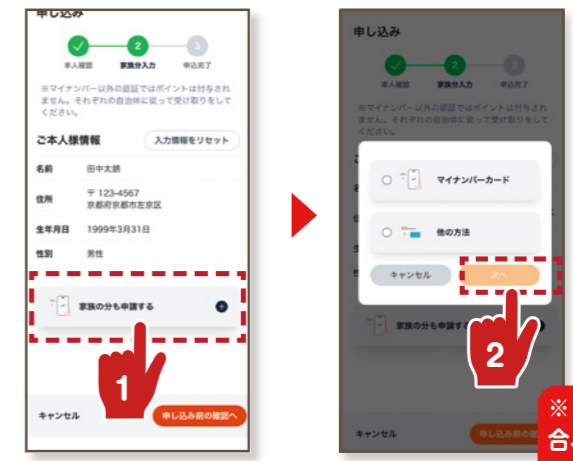 申し込み
2
3
本人確認
家族分入力
申込完了
※マイナンバー以外の認証ではポイントは付与され
ません。それぞれの自治体に従って受け取りをして
ください。
ご本人様情報
入力情報をリセット
名前
田中太朗
住所
〒123-4567
京都府京都市左京区
生年月日
1999年3月31日
性別
男性
家族の分も申請する
1
キャンセル
申し込み前の確認へ
申し込み
2
3
本人確認
家族分入力
申込完了
※マイナンバー以外の認証ではポイントは付与され
ません。それぞれの自治体に従って受け取りをして
ください。
マイナンバーカード
他の方法
キャンセル
次へ
家族の分も申請する
2
キャンセル
申し込み前の確
※
合